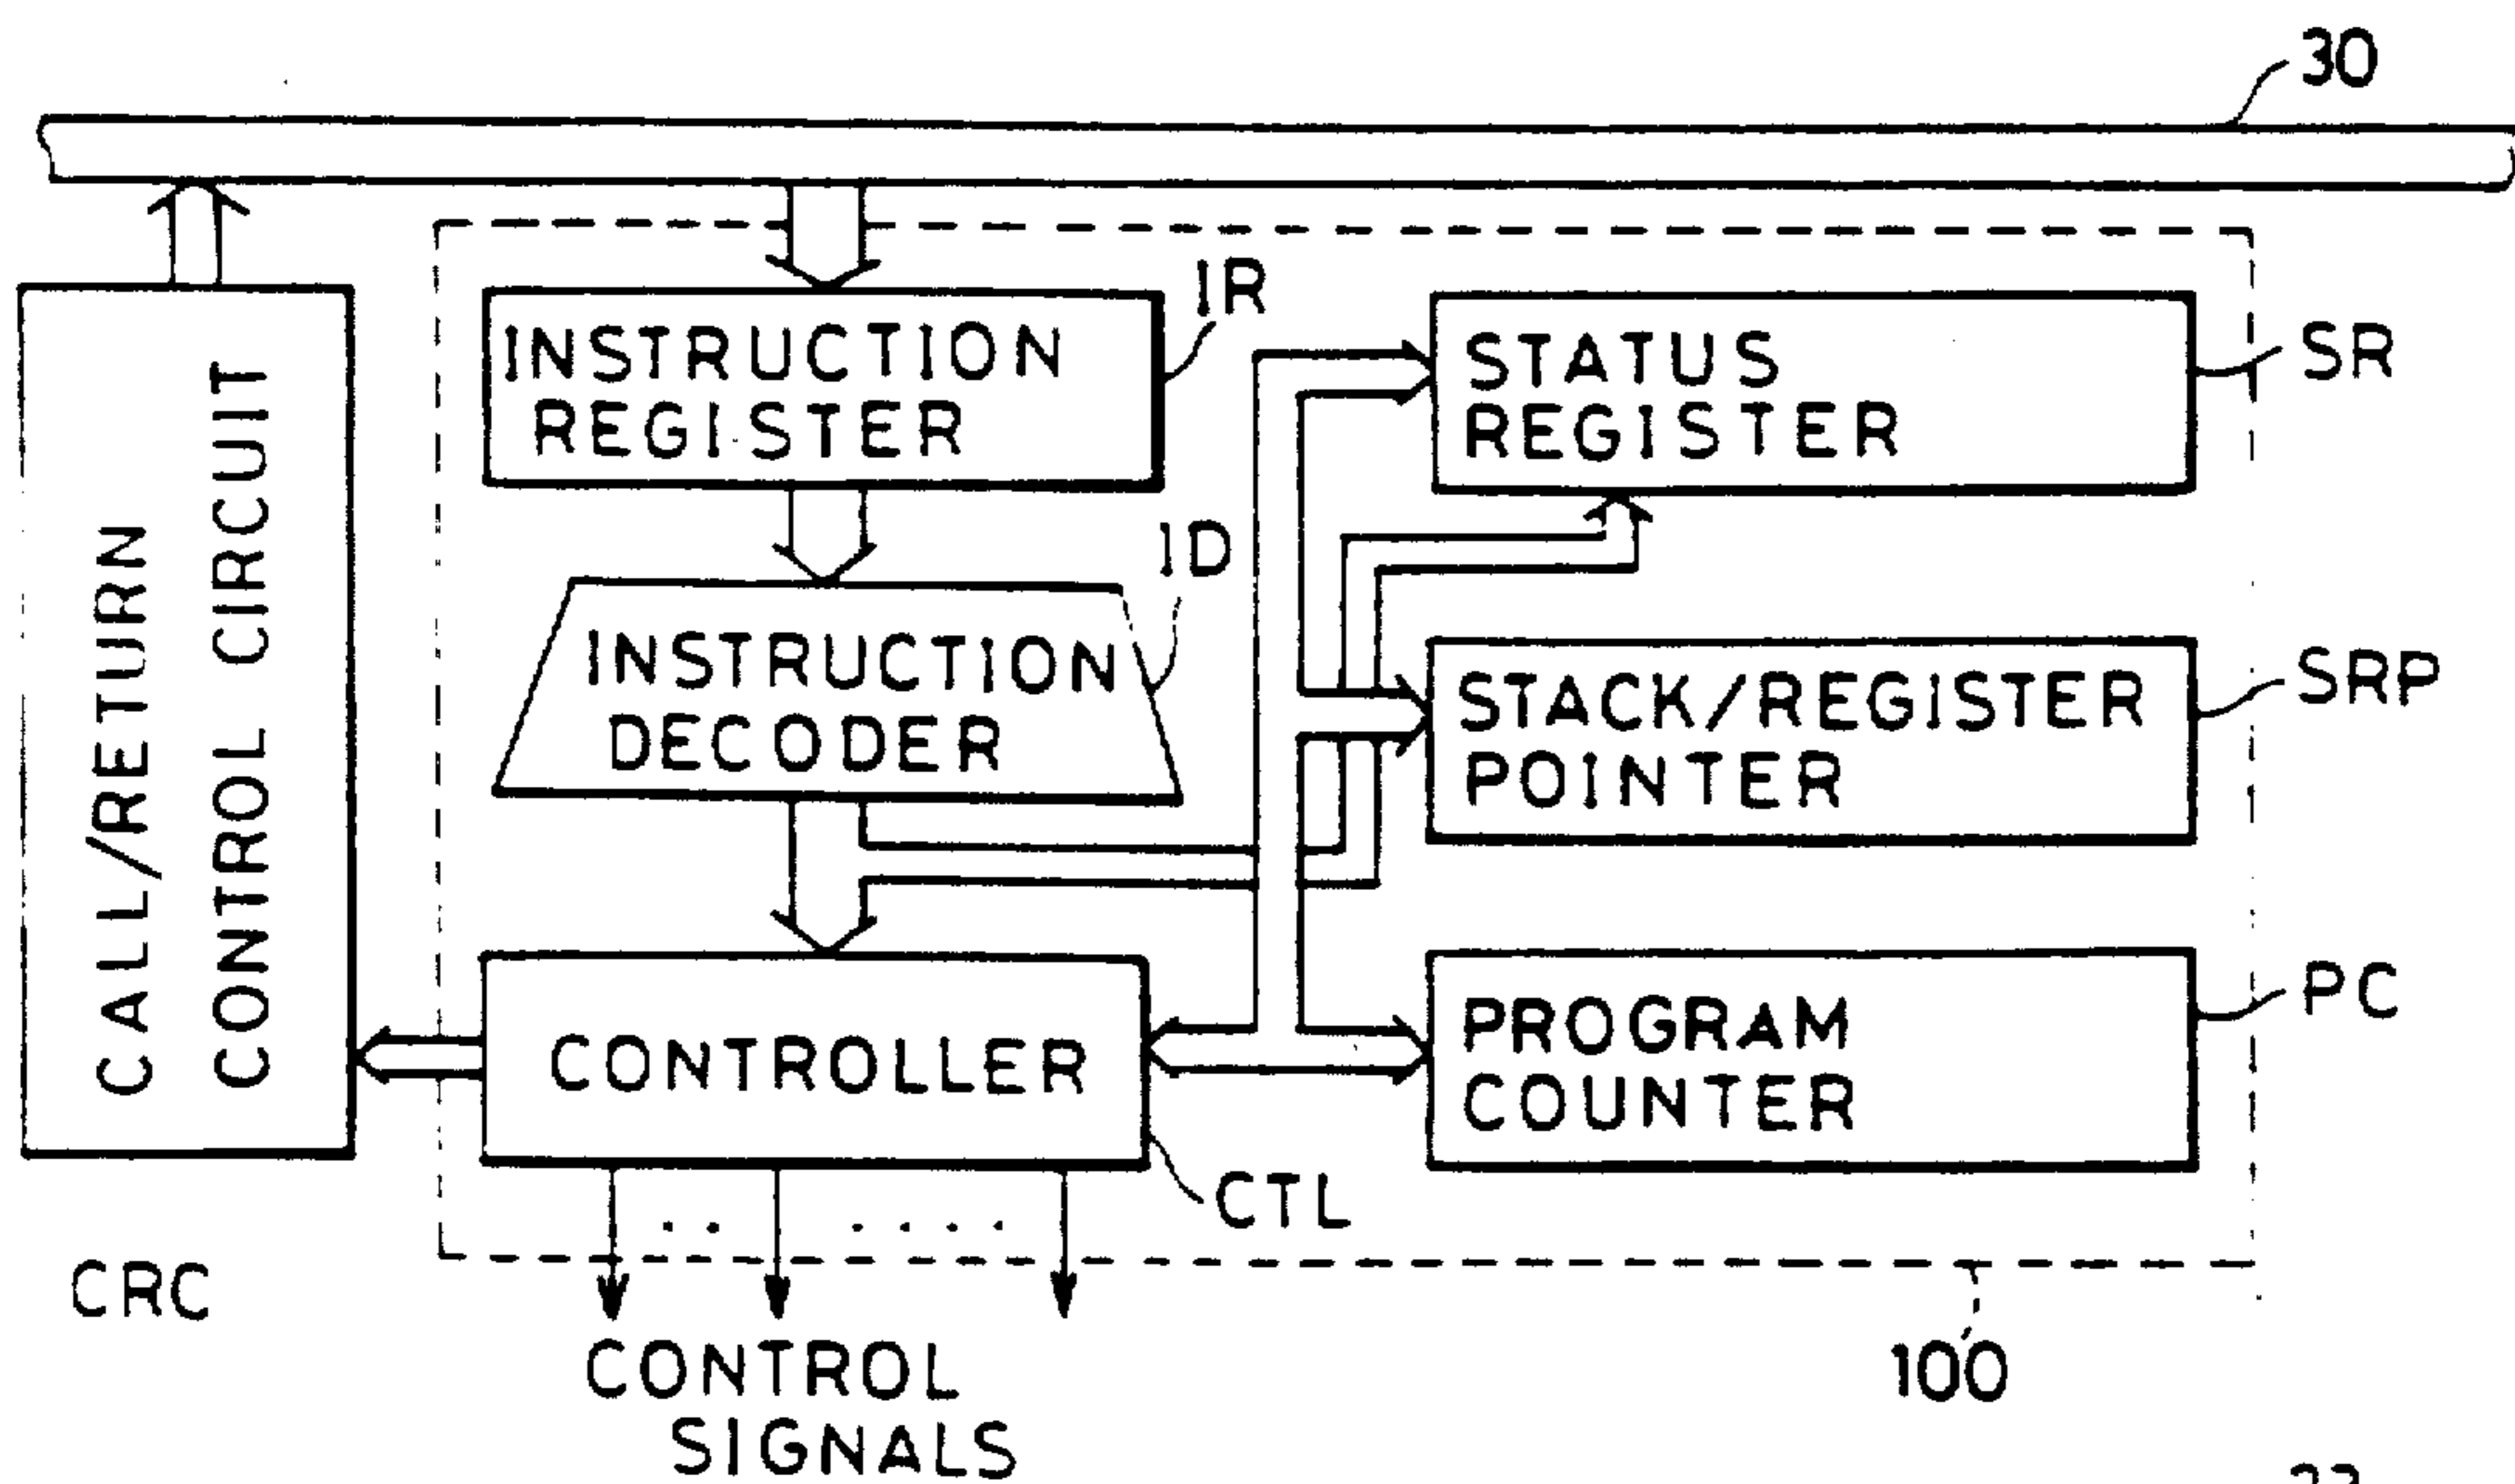 30
IR
INSTRUCTION
REGISTER
STATUS
REGISTER
SR
CALL/RETURN
CONTROL CIRCUIT
ID
INSTRUCTION
DECODER
STACK/REGISTER
POINTER
SRP
CONTROLLER
PROGRAM
COUNTER
PC
CTL
CRC
CONTROL
SIGNALS
100